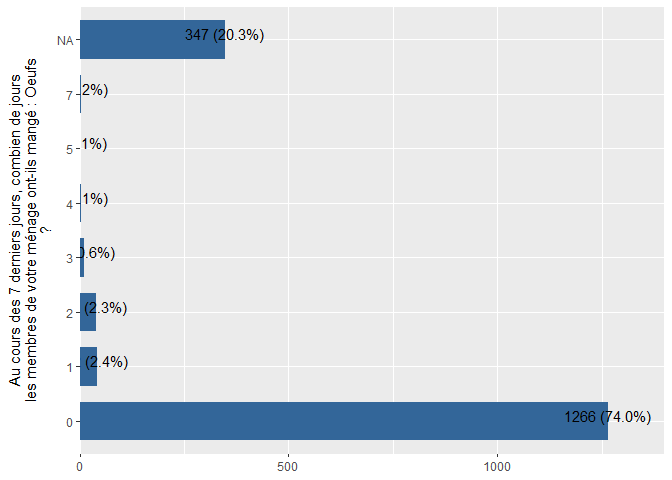 Au cours des 7 derniers jours, combien de jours
les membres de votre ménage ont-ils mangé : Oeufs
?
NA 347 (20.3%)
7 2%)
5 1%)
4 1%)
3 0.6%)
2 (2.3%)
1 (2.4%)
0 1266 (74.0%)
0 500 1000